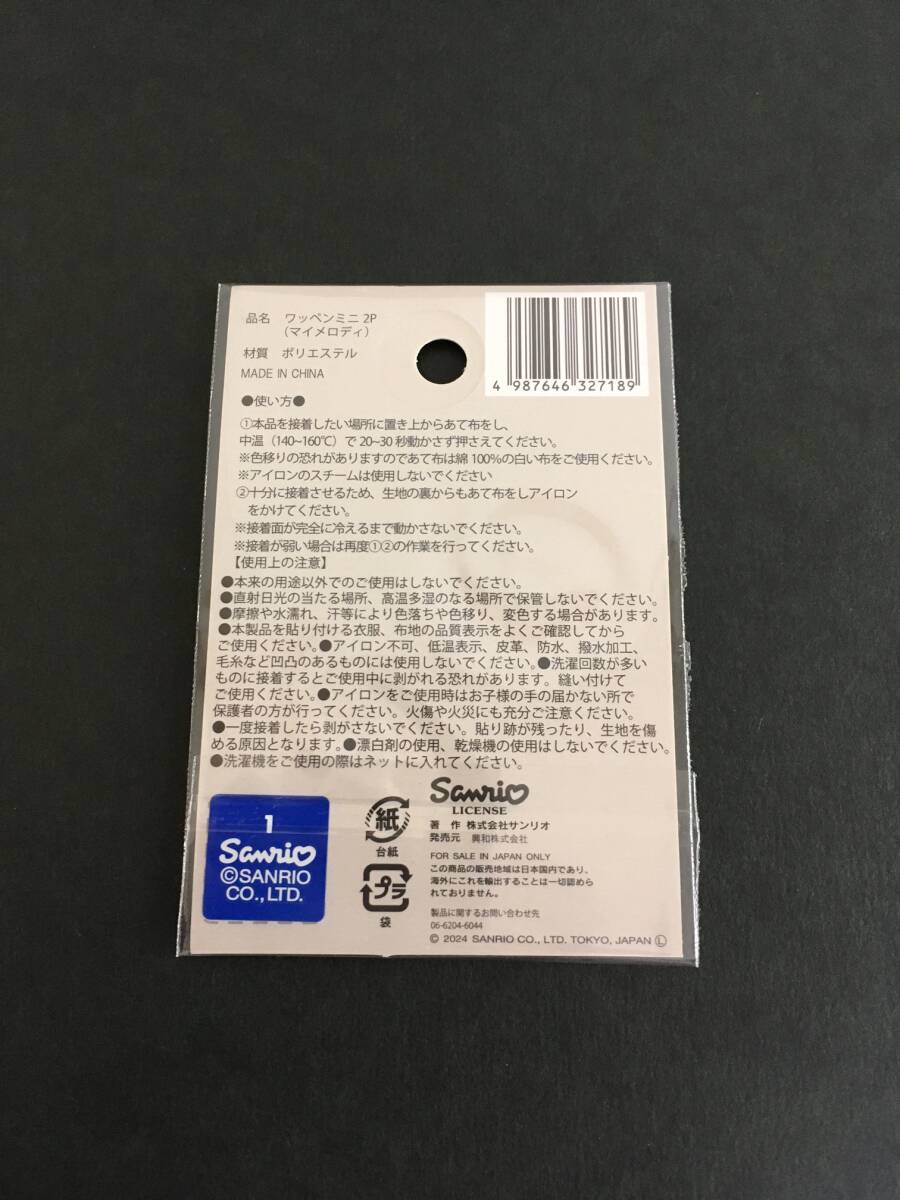 品名 ワッペンミニ 2P
(マイメロディ)
材質 ポリエステル
MADE IN CHINA
4 987646 327189
●使い方●
①本品を接着したい場所に置き上からあて布をし、
中温(140~160℃)で20~30秒動かさず押さえてください。
※色移りの恐れがありますのであて布は綿100%の白い布をご使用ください。
※アイロンのスチームは使用しないでください
②十分に接着させるため、生地の裏からもあて布をしアイロン
をかけてください。
※接着面が完全に冷えるまで動かさないでください。
※接着が弱い場合は再度①②の作業を行ってください。
【使用上の注意】
●本来の用途以外でのご使用はしないでください。
●直射日光の当たる場所、高温多湿のなる場所で保管しないでください。
●摩擦や水濡れ、汗等により色落ちや色移り、変色する場合があります。
●本製品を貼り付ける衣服、布地の品質表示をよくご確認してから
ご使用ください。●アイロン不可、低温表示、皮革、防水、撥水加工、
毛糸など凹凸のあるものには使用しないでください。●洗濯回数が多い
ものに接着するとご使用中に剥がれる恐れがあります。縫い付けて
ご使用ください。●アイロンをご使用時はお子様の手の届かない所で
保護者の方が行ってください。火傷や火災にも充分ご注意ください。
●一度接着したら剥がさないでください。貼り跡が残ったり、生地を傷
める原因となります。●漂白剤の使用、乾燥機の使用はしないでください。
●洗濯機をご使用の際はネットに入れてください。
1
Sanrio
©SANRIO
CO.,LTD.
紙
台紙
プラ
袋
Sanrio
LICENSE
著 作 株式会社サンリオ
発売元 興和株式会社
FOR SALE IN JAPAN ONLY
この商品の販売地域は日本国内であり、
海外にこれを輸出することは一切認めら
れておりません。
製品に関するお問い合わせ先
06-6204-6044
© 2024 SANRIO CO., LTD. TOKYO, JAPAN Ⓛ